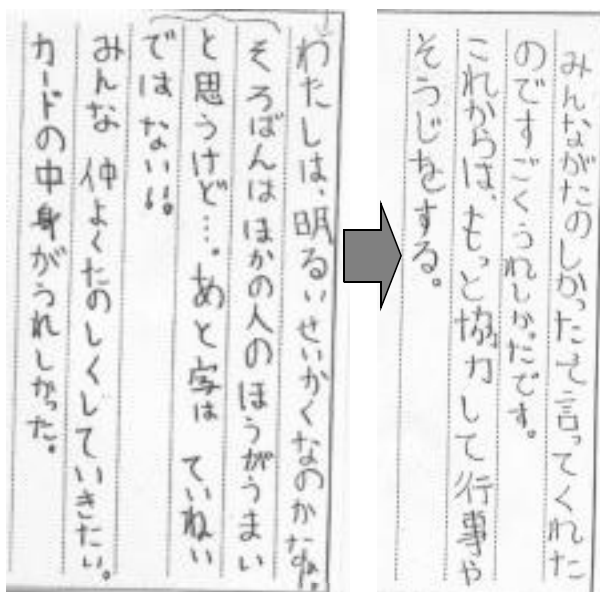 わたしは、明るいせいかくなのかなぁ。
そろばんはほかの人のほうがうまい
と思うけど…。あと字は ていねい
ではない!!。
みんな 仲よくたのしくしていきたい。
カードの中身がうれしかった。
みんながたのしかったて言ってくれた
のですごくうれしかったです。
これからは、もっと協力して行事や
そうじをする。